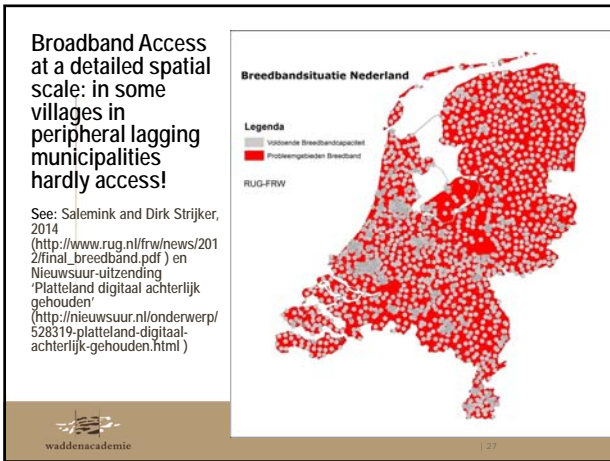 Broadband Access
at a detailed spatial
scale: in some
villages in
peripheral lagging
municipalities
hardly access!
See: Salemink and Dirk Strijker,
2014
(http://www.rug.nl/frw/news/201
2/final_breedband.pdf ) en
Nieuwsuur-uitzending
‘Platteland digitaal achterlijk
gehouden’
(http://nieuwsuur.nl/onderwerp/
528319-platteland-digitaal-
achterlijk-gehouden.html )
Breedbandsituatie Nederland
Legenda
Voldoende Breedbandcapaciteit
Probleemgebieden Breedband
RUG-FRW
waddenacademie
| 27